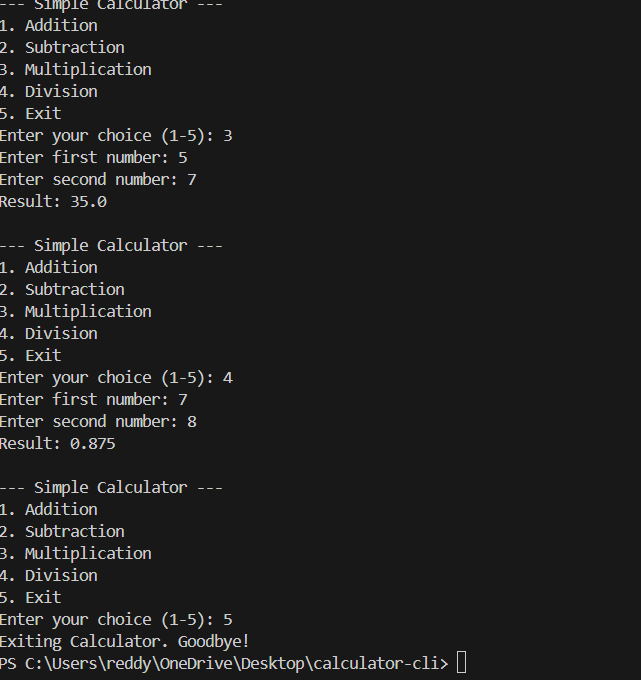 --- Simple Calculator ---
1. Addition
2. Subtraction
3. Multiplication
4. Division
5. Exit
Enter your choice (1-5): 3
Enter first number: 5
Enter second number: 7
Result: 35.0
--- Simple Calculator ---
1. Addition
2. Subtraction
3. Multiplication
4. Division
5. Exit
Enter your choice (1-5): 4
Enter first number: 7
Enter second number: 8
Result: 0.875
--- Simple Calculator ---
1. Addition
2. Subtraction
3. Multiplication
4. Division
5. Exit
Enter your choice (1-5): 5
Exiting Calculator. Goodbye!
PS C:\Users\reddy\OneDrive\Desktop\calculator-cli>